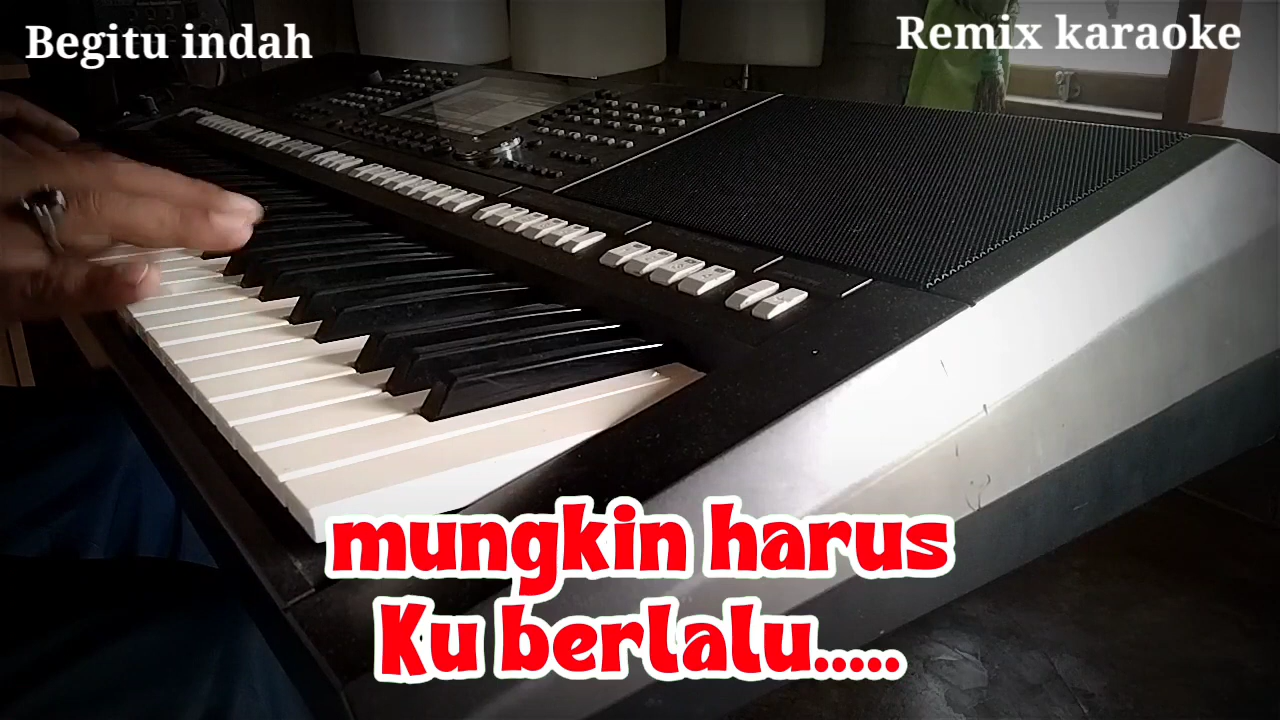 Begitu indah
Remix karaoke
mungkin harus
Ku berlalu.....